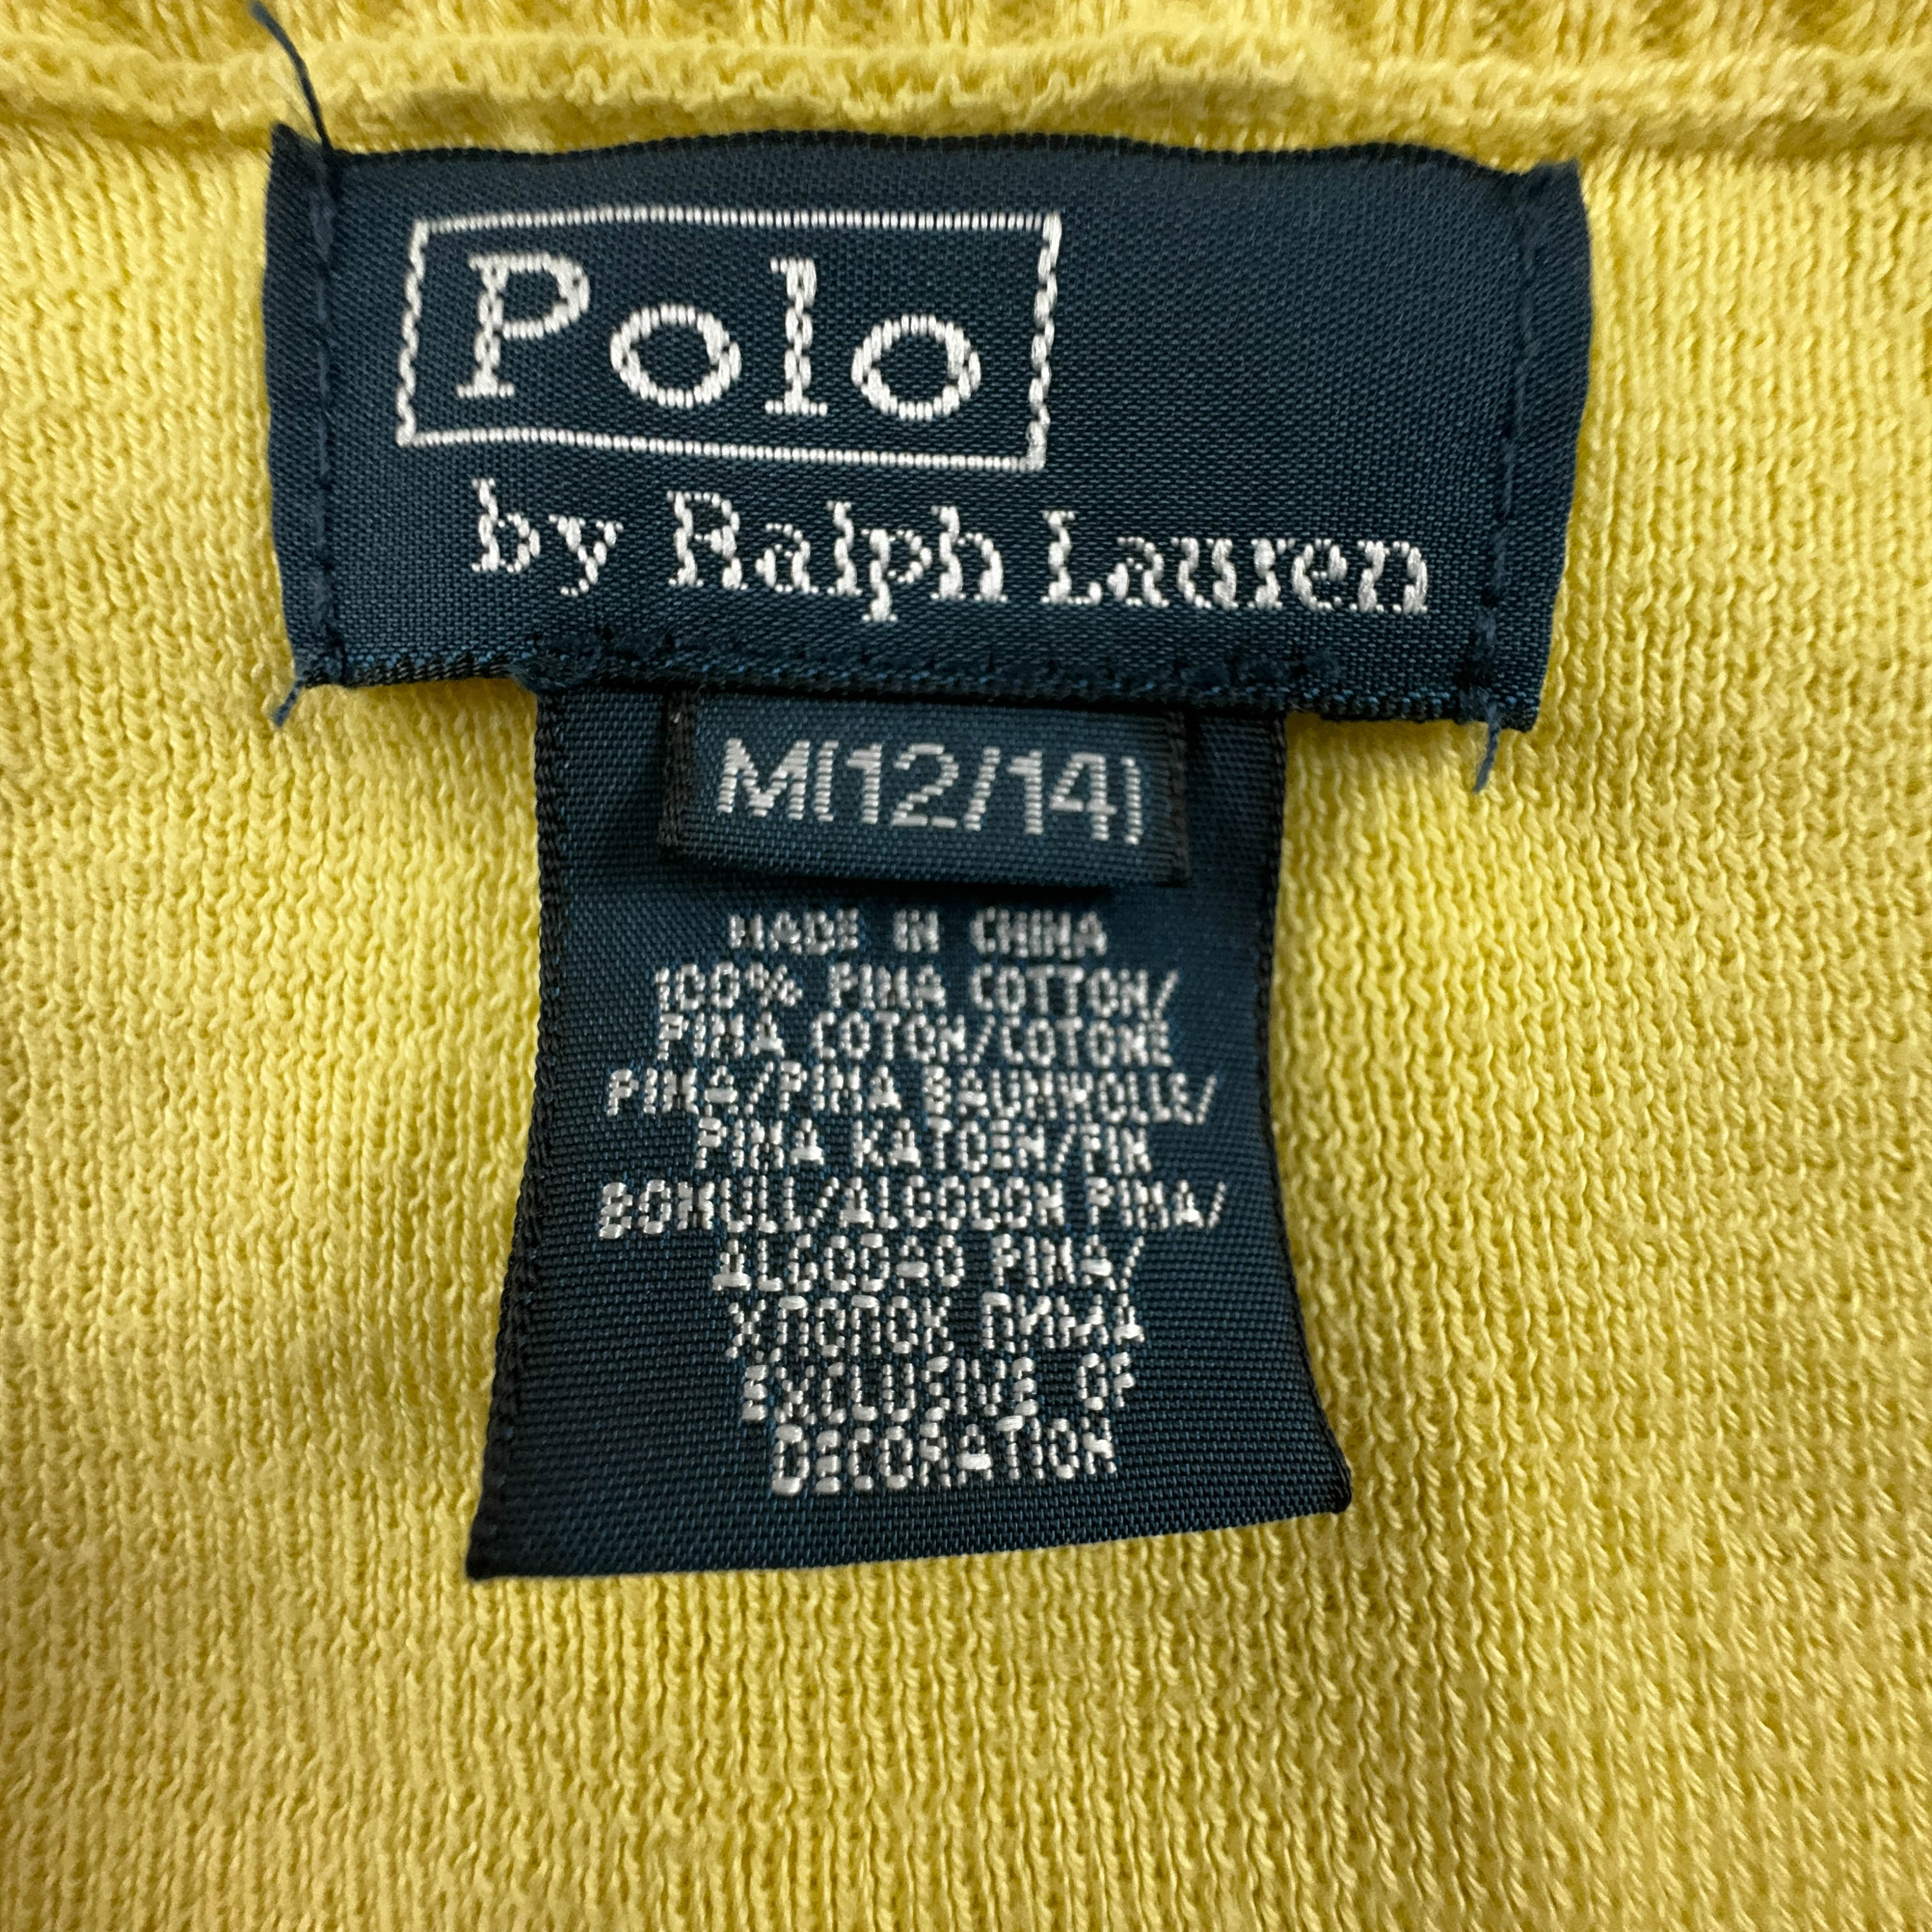 Polo
by Ralph Lauren
M(12/14)
MADE IN CHINA
100% PIMA COTTON/
PIMA COTON/COTONE
PIMA/PIMA BAUMWOLLE/
PIMA KATOEN/FIN
BOMULL/ALGODON PIMA/
ALGODAO PIMA/
ХЛОПОК ПИМА
EXCLUSIVE OF
DECORATION